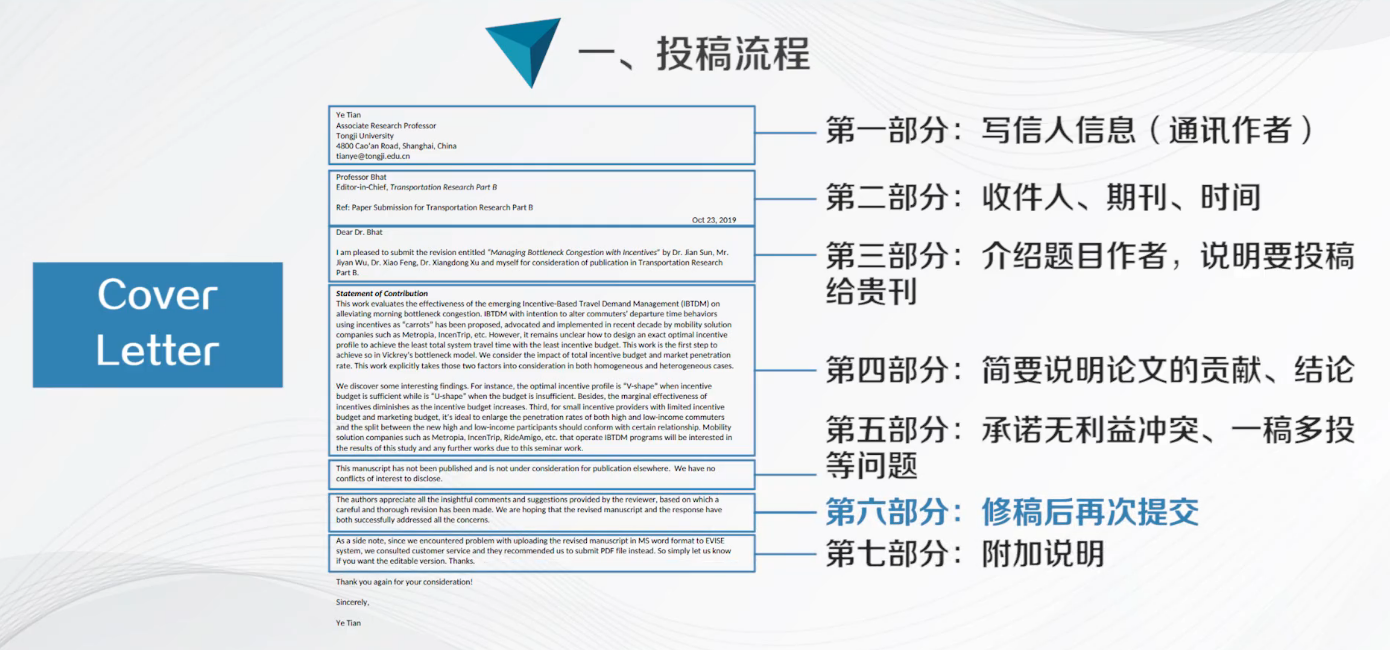 一、投稿流程
Cover
Letter
Ye Tian
Associate Research Professor
Tongji University
4800 Cao'an Road, Shanghai, China
tianye@tongji.edu.cn
Professor Bhat
Editor-in-Chief, Transportation Research Part B
Ref: Paper Submission for Transportation Research Part B
Oct 23, 2019
Dear Dr. Bhat
I am pleased to submit the revision entitled "Managing Bottleneck Congestion with Incentives" by Dr. Jian Sun, Mr.
Jiyan Wu, Dr. Xiao Feng, Dr. Xiangdong Xu and myself for consideration of publication in Transportation Research
Part B.
Statement of Contribution
This work evaluates the effectiveness of the emerging Incentive-Based Travel Demand Management (IBTDM) on
alleviating morning bottleneck congestion. IBTDM with intention to alter commuters' departure time behaviors
using incentives as "carrots" has been proposed, advocated and implemented in recent decade by mobility solution
companies such as Metropia, IncenTrip, etc. However, it remains unclear how to design an exact optimal incentive
profile to achieve the least total system travel time with the least incentive budget. This work is the first step to
achieve so in Vickrey's bottleneck model. We consider the impact of total incentive budget and market penetration
rate. This work explicitly takes those two factors into consideration in both homogeneous and heterogeneous cases.
We discover some interesting findings. For instance, the optimal incentive profile is "V-shape" when incentive
budget is sufficient while is "U-shape" when the budget is insufficient. Besides, the marginal effectiveness of
incentives diminishes as the incentive budget increases. Third, for small incentive providers with limited incentive
budget and marketing budget, it's ideal to enlarge the penetration rates of both high and low-income commuters
and the split between the new high and low-income participants should conform with certain relationship. Mobility
solution companies such as Metropia, IncenTrip, RideAmigo, etc. that operate IBTDM programs will be interested in
the results of this study and any further works due to this seminar work.
This manuscript has not been published and is not under consideration for publication elsewhere. We have no
conflicts of interest to disclose.
The authors appreciate all the insightful comments and suggestions provided by the reviewer, based on which a
careful and thorough revision has been made. We are hoping that the revised manuscript and the response have
both successfully addressed all the concerns.
As a side note, since we encountered problem with uploading the revised manuscript in MS word format to EVISE
system, we consulted customer service and they recommended us to submit PDF file instead. So simply let us know
if you want the editable version. Thanks.
Thank you again for your consideration!
Sincerely,
Ye Tian
第一部分：写信人信息（通讯作者）
第二部分：收件人、期刊、时间
第三部分：介绍题目作者，说明要投稿
给贵刊
第四部分：简要说明论文的贡献、结论
第五部分：承诺无利益冲突、一稿多投
等问题
第六部分：修稿后再次提交
第七部分：附加说明